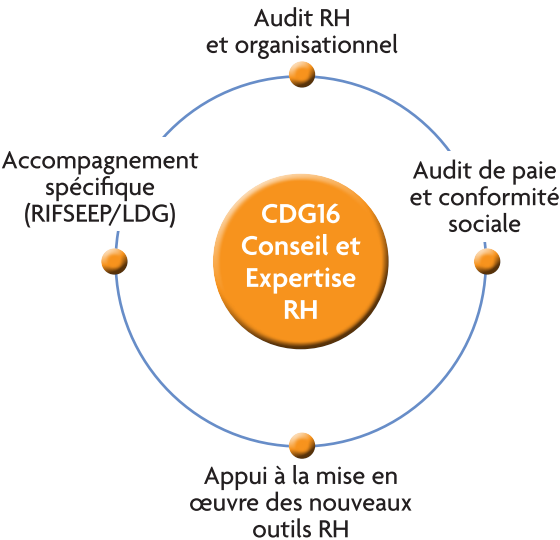 Audit RH
et organisationnel
Accompagnement
spécifique
(RIFSEEP/LDG)
Audit de paie
et conformité
sociale
CDG16
Conseil et
Expertise
RH
Appui à la mise en
œuvre des nouveaux
outils RH